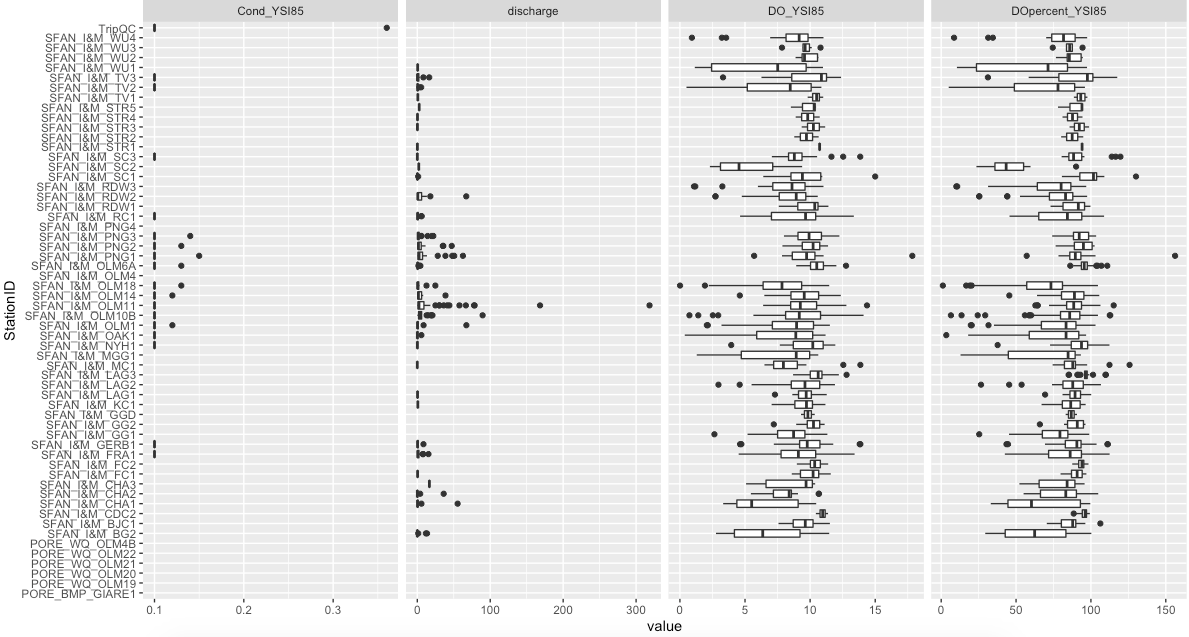 Cond_YSI85 discharge DO_YSI85 DOpercent_YSI85
TripQC
SFAN_I&M_WU4
SFAN_I&M_WU3
SFAN_I&M_WU2
SFAN_I&M_WU1
SFAN_I&M_TV3
SFAN_I&M_TV2
SFAN_I&M_TV1
SFAN_I&M_STR5
SFAN_I&M_STR4
SFAN_I&M_STR3
SFAN_I&M_STR2
SFAN_I&M_STR1
SFAN_I&M_SC3
SFAN_I&M_SC2
SFAN_I&M_SC1
SFAN_I&M_RDW3
SFAN_I&M_RDW2
SFAN_I&M_RDW1
SFAN_I&M_RC1
SFAN_I&M_PNG4
SFAN_I&M_PNG3
SFAN_I&M_PNG2
SFAN_I&M_PNG1
SFAN_I&M_OLM6A
SFAN_I&M_OLM4
SFAN_I&M_OLM18
SFAN_I&M_OLM14
SFAN_I&M_OLM11
SFAN_I&M_OLM10B
SFAN_I&M_OLM1
SFAN_I&M_OAK1
SFAN_I&M_NYH1
SFAN_I&M_MGG1
SFAN_I&M_MC1
SFAN_I&M_LAG3
SFAN_I&M_LAG2
SFAN_I&M_LAG1
SFAN_I&M_KC1
SFAN_I&M_GGD
SFAN_I&M_GG2
SFAN_I&M_GG1
SFAN_I&M_GERB1
SFAN_I&M_FRA1
SFAN_I&M_FC2
SFAN_I&M_FC1
SFAN_I&M_CHA3
SFAN_I&M_CHA2
SFAN_I&M_CHA1
SFAN_I&M_CDC2
SFAN_I&M_BJC1
SFAN_I&M_BG2
PORE_WQ_OLM4B
PORE_WQ_OLM22
PORE_WQ_OLM21
PORE_WQ_OLM20
PORE_WQ_OLM19
PORE_BMP_GIARE1
StationID
0.1 0.2 0.3 0 100 200 300 0 5 10 15 0 50 100 150
value